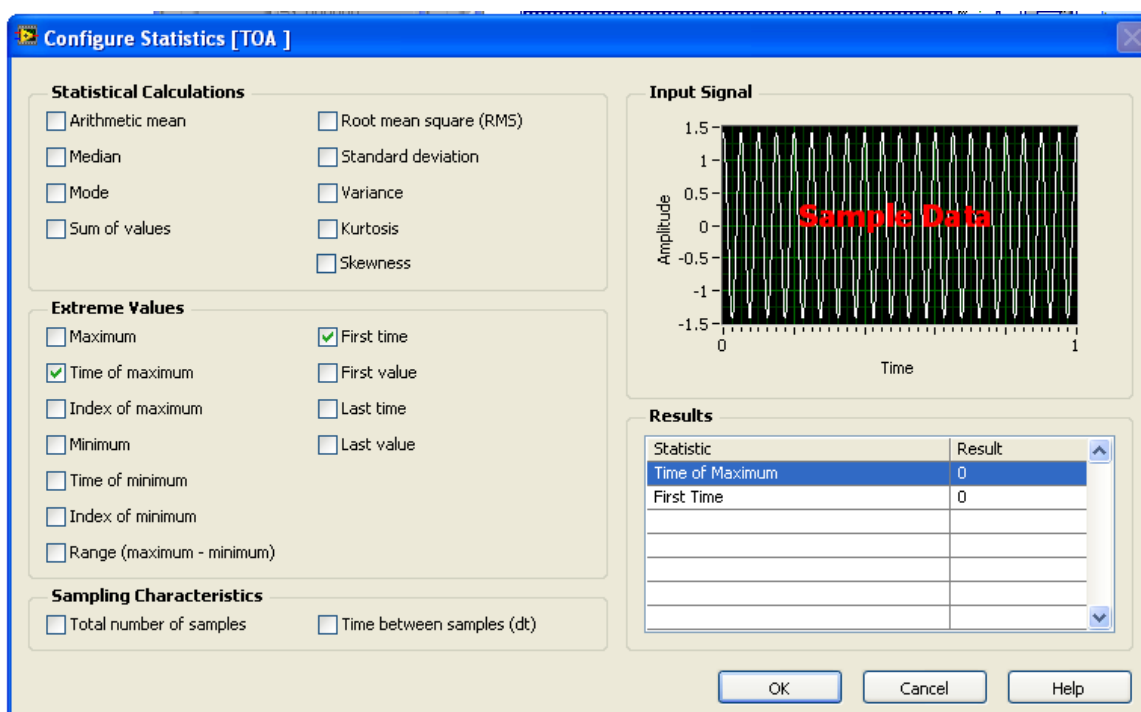 Configure Statistics [TOA ]
Statistical Calculations
Arithmetic mean
Root mean square (RMS)
Median
Standard deviation
Mode
Variance
Sum of values
Kurtosis
Skewness
Extreme Values
Maximum
First time
Time of maximum
First value
Index of maximum
Last time
Minimum
Last value
Time of minimum
Index of minimum
Range (maximum - minimum)
Sampling Characteristics
Total number of samples
Time between samples (dt)
Input Signal
1.5
1
0.5
0
-0.5
-1
-1.5
Amplitude
Sample Data
0 1
Time
Results
Statistic Result
Time of Maximum 0
First Time 0
OK Cancel Help